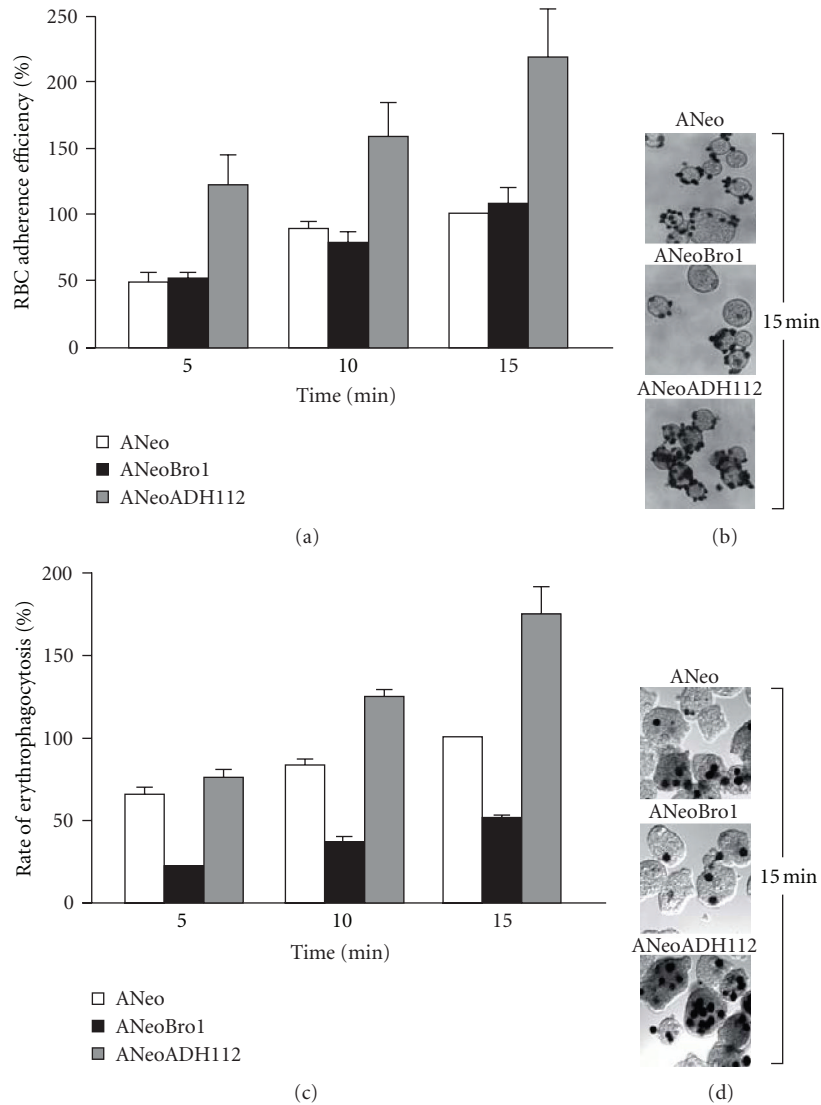 250
200
150
100
50
0
RBC adherence efficiency (%)
5 10 15
Time (min)
ANeo
ANeoBro1
ANeoADH112
(a)
ANeo
ANeoBro1
15 min
ANeoADH112
(b)
200
150
100
50
0
Rate of erythrophagocytosis (%)
5 10 15
Time (min)
ANeo
ANeoBro1
ANeoADH112
(c)
ANeo
ANeoBro1
15 min
ANeoADH112
(d)